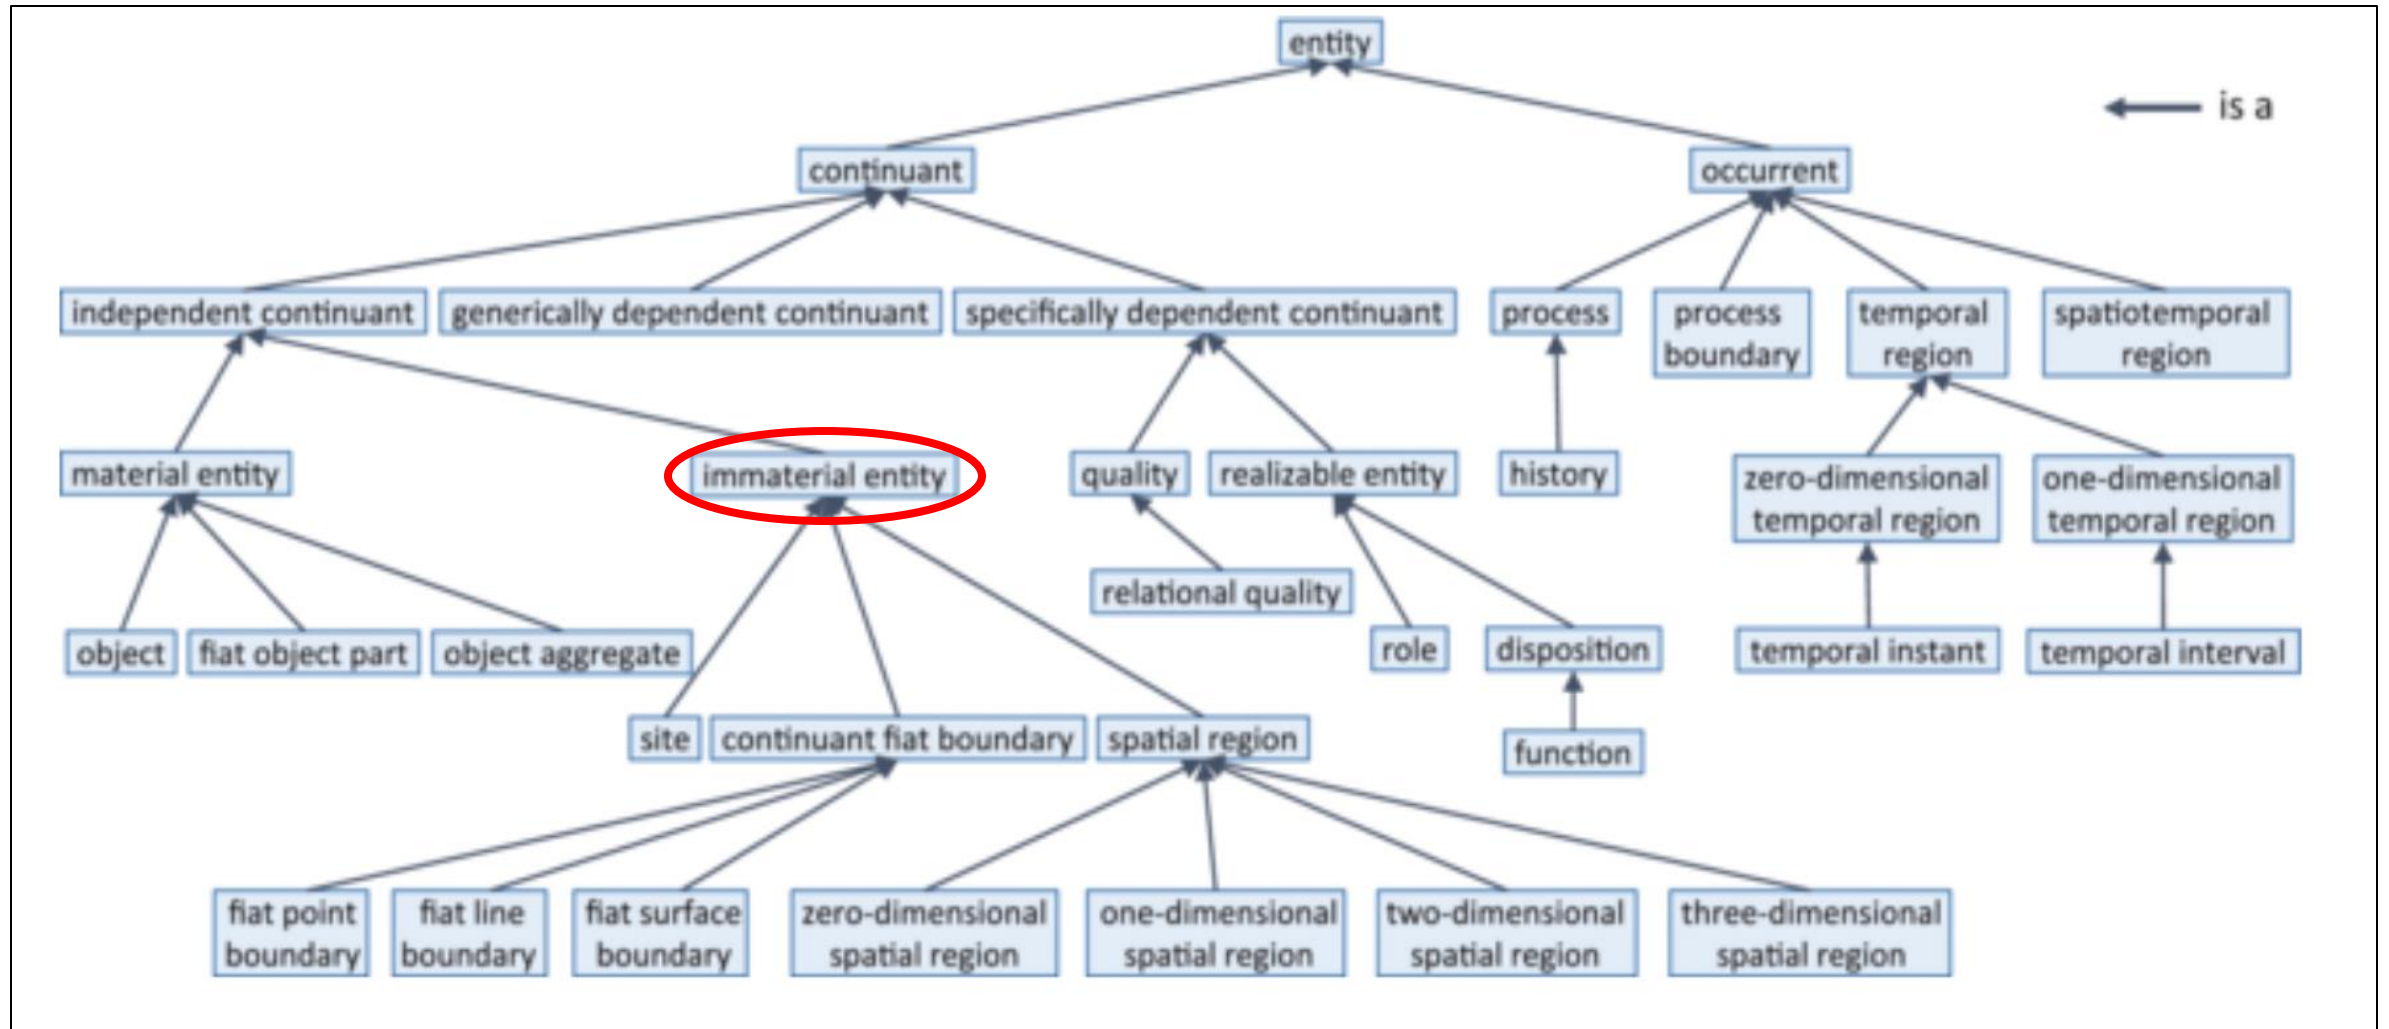 entity
is a
continuant
occurrent
independent continuant
generically dependent continuant
specifically dependent continuant
process
process
boundary
temporal
region
spatiotemporal
region
material entity
immaterial entity
quality
realizable entity
history
zero-dimensional
temporal region
one-dimensional
temporal region
relational quality
object
fiat object part
object aggregate
role
disposition
temporal instant
temporal interval
site
continuant fiat boundary
spatial region
function
fiat point
boundary
fiat line
boundary
fiat surface
boundary
zero-dimensional
spatial region
one-dimensional
spatial region
two-dimensional
spatial region
three-dimensional
spatial region